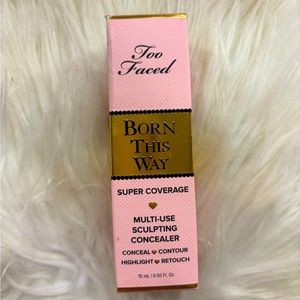 Too
Faced
BORN
THIS
WAY
SUPER COVERAGE
MULTI-USE
SCULPTING
CONCEALER
CONCEAL CONTOUR
HIGHLIGHT RETOUCH
15 mL / 0.50 Fl. Oz.